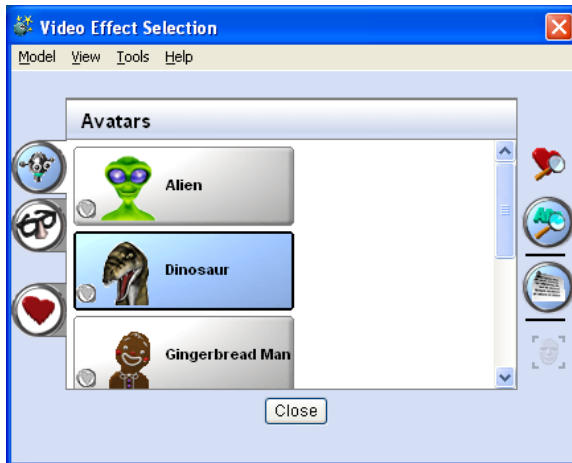 Video Effect Selection
Model View Tools Help
Avatars
Alien
Dinosaur
Gingerbread Man
Close